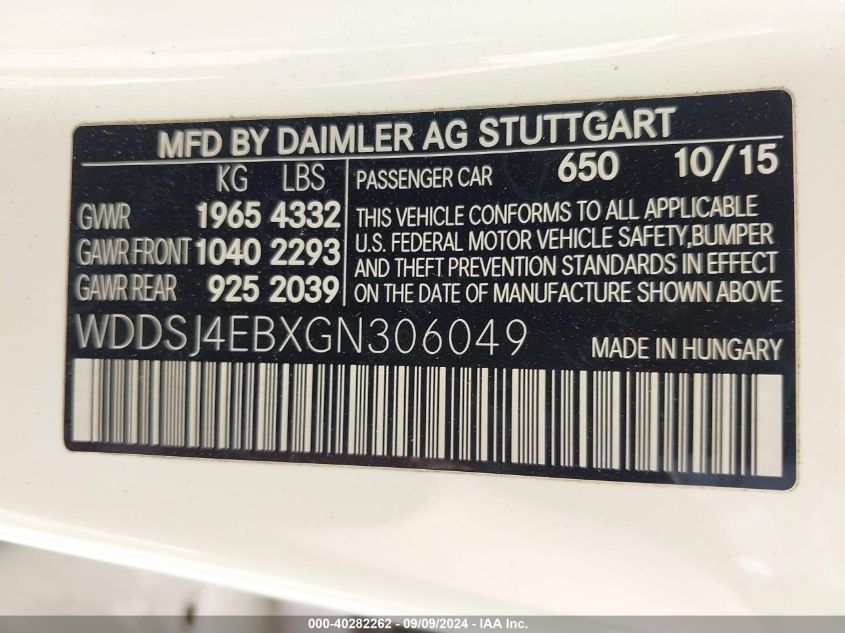 MFD BY DAIMLER AG STUTTGART
KG LBS
GVWR 1965 4332
GAWR FRONT 1040 2293
GAWR REAR 925 2039
PASSENGER CAR 650 10/15
THIS VEHICLE CONFORMS TO ALL APPLICABLE
U.S. FEDERAL MOTOR VEHICLE SAFETY,BUMPER
AND THEFT PREVENTION STANDARDS IN EFFECT
ON THE DATE OF MANUFACTURE SHOWN ABOVE
WDDSJ4EBXGN306049
MADE IN HUNGARY
000-40282262 - 09/09/2024 - IAA Inc.